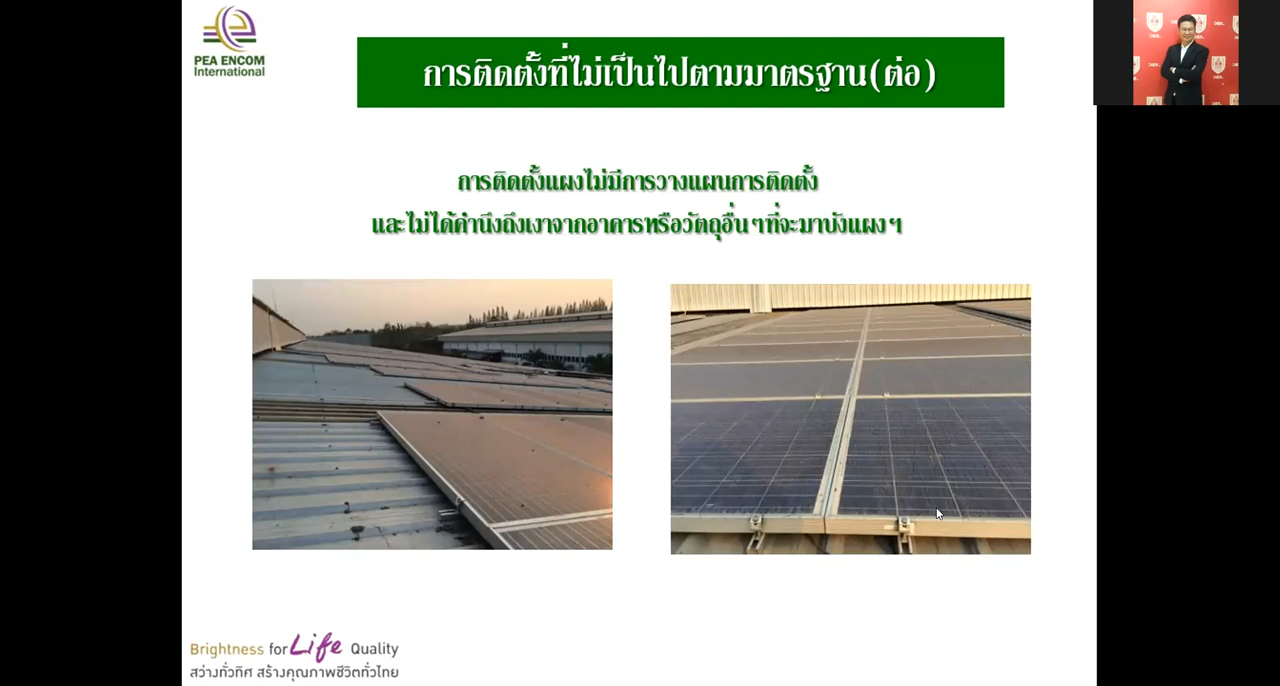 PEA ENCOM
International
การติดตั้งที่ไม่เป็นไปตามมาตรฐาน(ต่อ)
การติดตั้งแผงไม่มีการวางแผนการติดตั้ง
และไม่ได้คำนึงถึงเงาจากอาคารหรือวัตถุอื่นๆที่จะมาบังแผงฯ
Brightness for Life Quality
สว่างทั่วทิศ สร้างคุณภาพชีวิตทั่วไทย